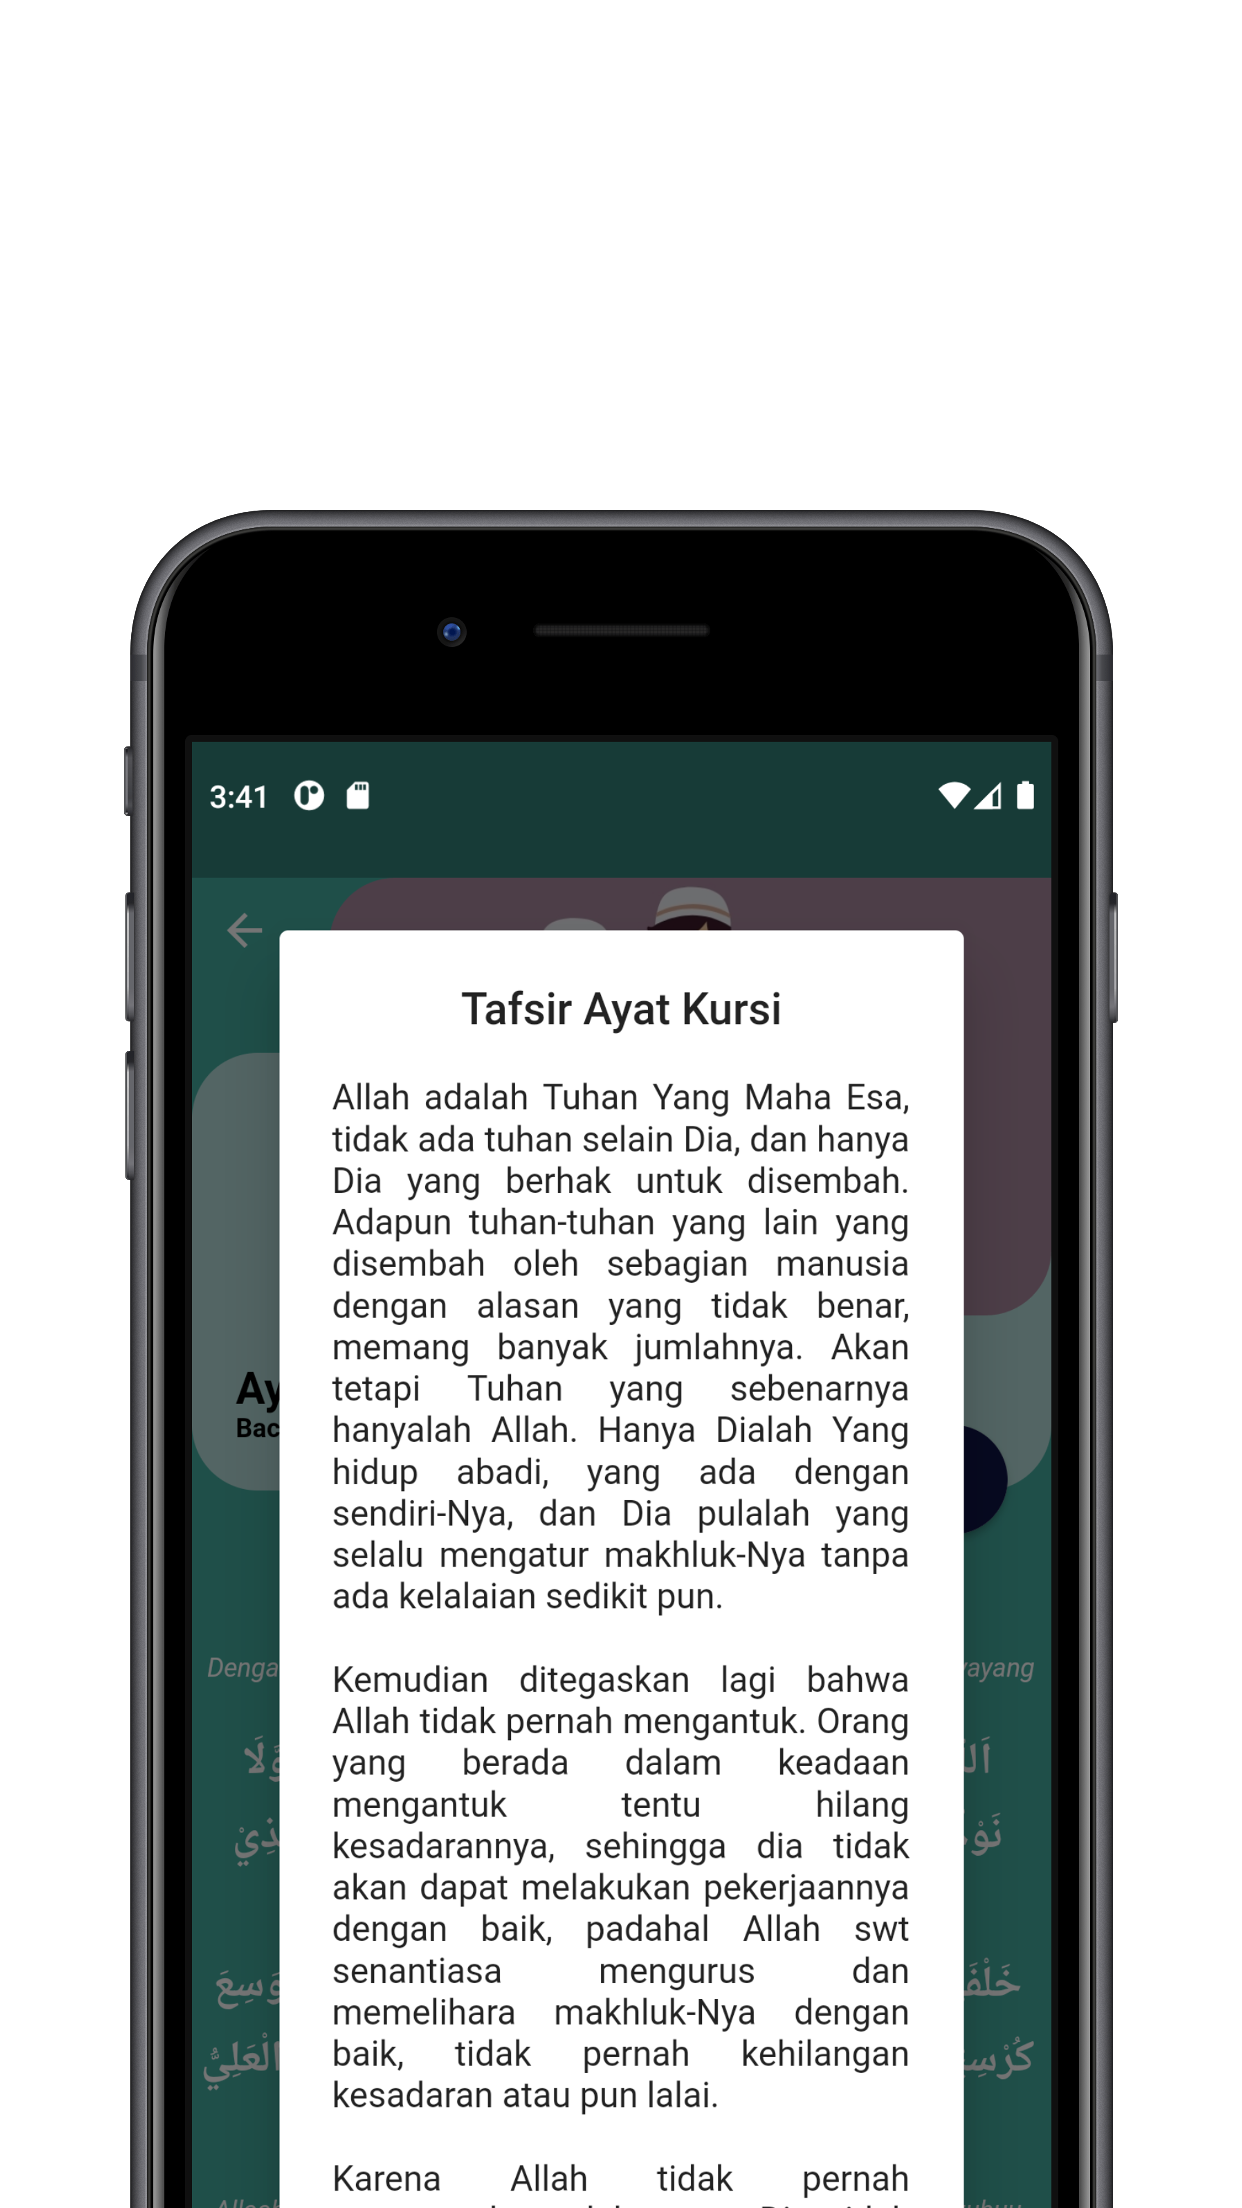 3:41
Tafsir Ayat Kursi
Allah adalah Tuhan Yang Maha Esa,
tidak ada tuhan selain Dia, dan hanya
Dia yang berhak untuk disembah.
Adapun tuhan-tuhan yang lain yang
disembah oleh sebagian manusia
dengan alasan yang tidak benar,
memang banyak jumlahnya. Akan
tetapi Tuhan yang sebenarnya
hanyalah Allah. Hanya Dialah Yang
hidup abadi, yang ada dengan
sendiri-Nya, dan Dia pulalah yang
selalu mengatur makhluk-Nya tanpa
ada kelalaian sedikit pun.
Kemudian ditegaskan lagi bahwa
Allah tidak pernah mengantuk. Orang
yang berada dalam keadaan
mengantuk tentu hilang
kesadarannya, sehingga dia tidak
akan dapat melakukan pekerjaannya
dengan baik, padahal Allah swt
senantiasa mengurus dan
memelihara makhluk-Nya dengan
baik, tidak pernah kehilangan
kesadaran atau pun lalai.
Karena Allah tidak pernah
Ay
Bac
Denga
وَسِعَ
الْعَلِيُّ